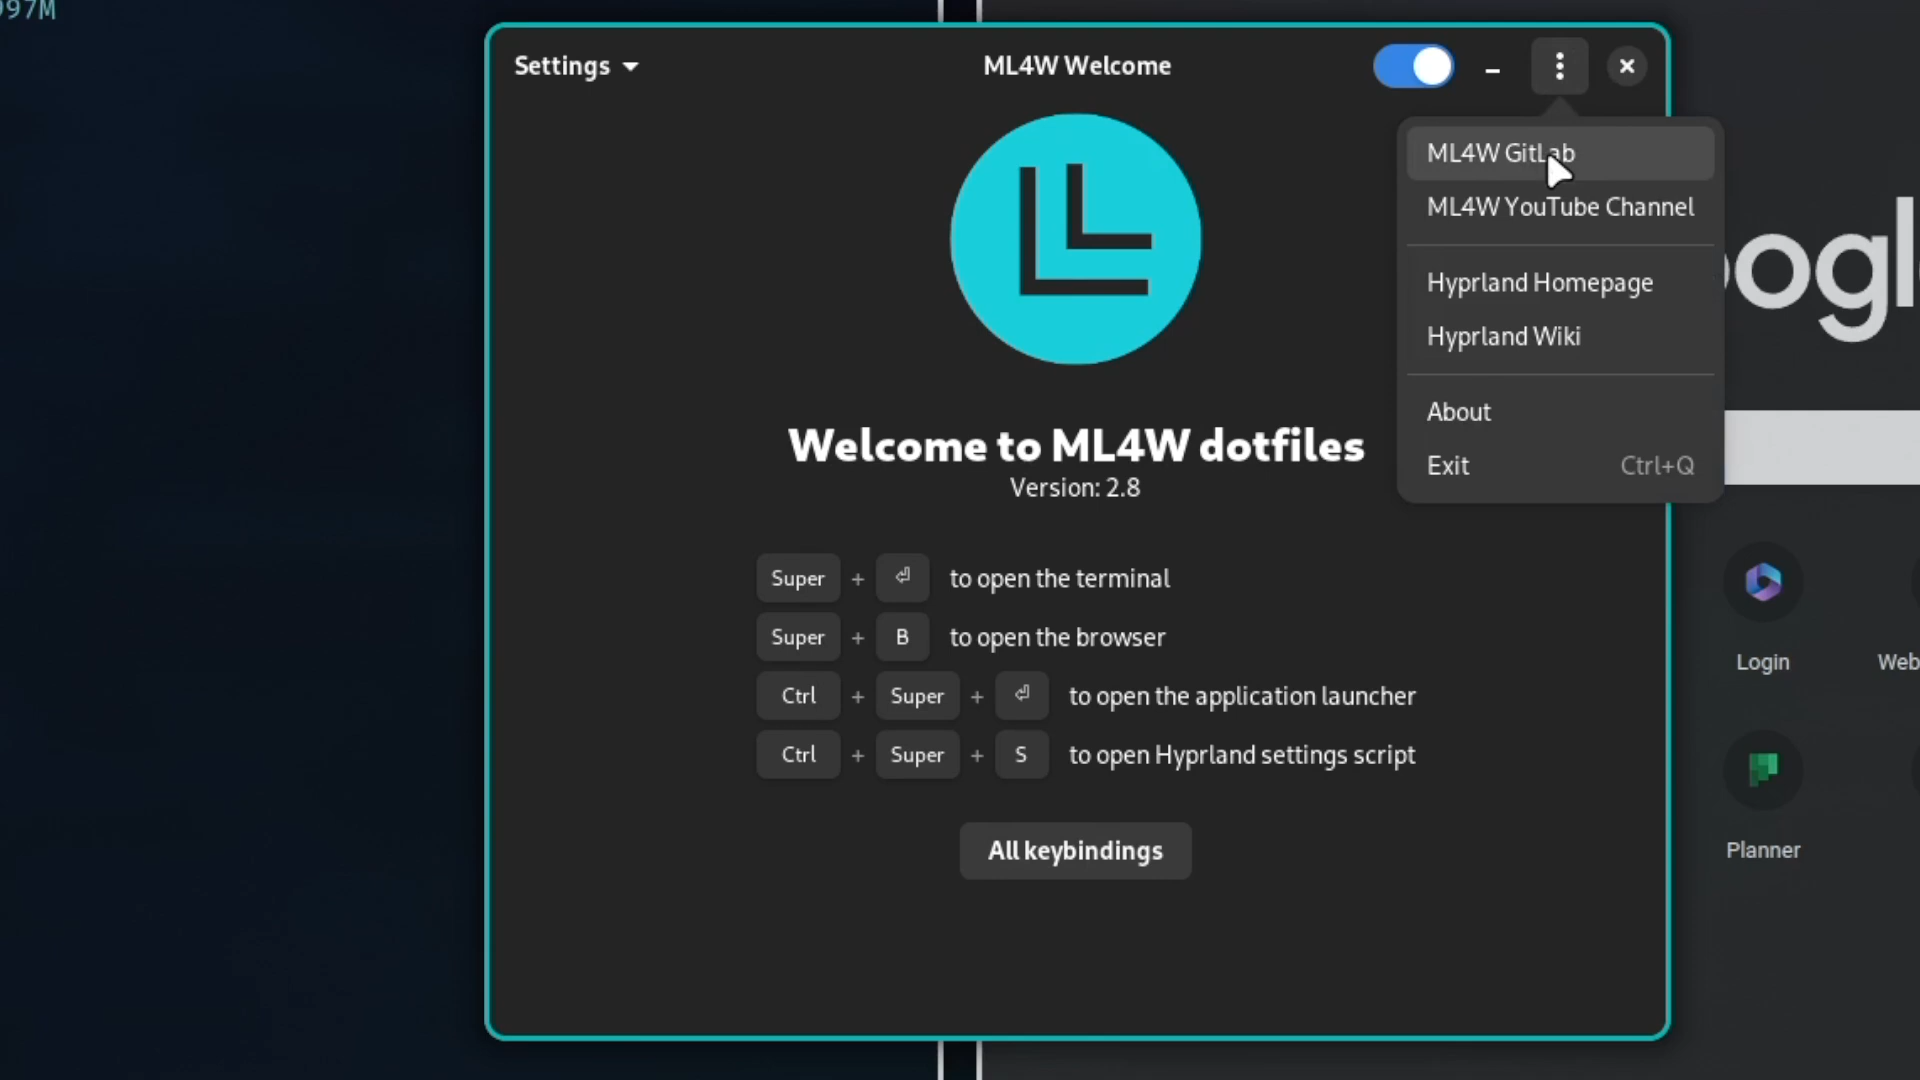 997M
Settings
ML4W Welcome
ML4W GitLab
ML4W YouTube Channel
Hyprland Homepage
Hyprland Wiki
About
Exit Ctrl+Q
Welcome to ML4W dotfiles
Version: 2.8
Super + ⏎ to open the terminal
Super + B to open the browser
Ctrl + Super + ⏎ to open the application launcher
Ctrl + Super + S to open Hyprland settings script
All keybindings
oogl
Login
Web
Planner